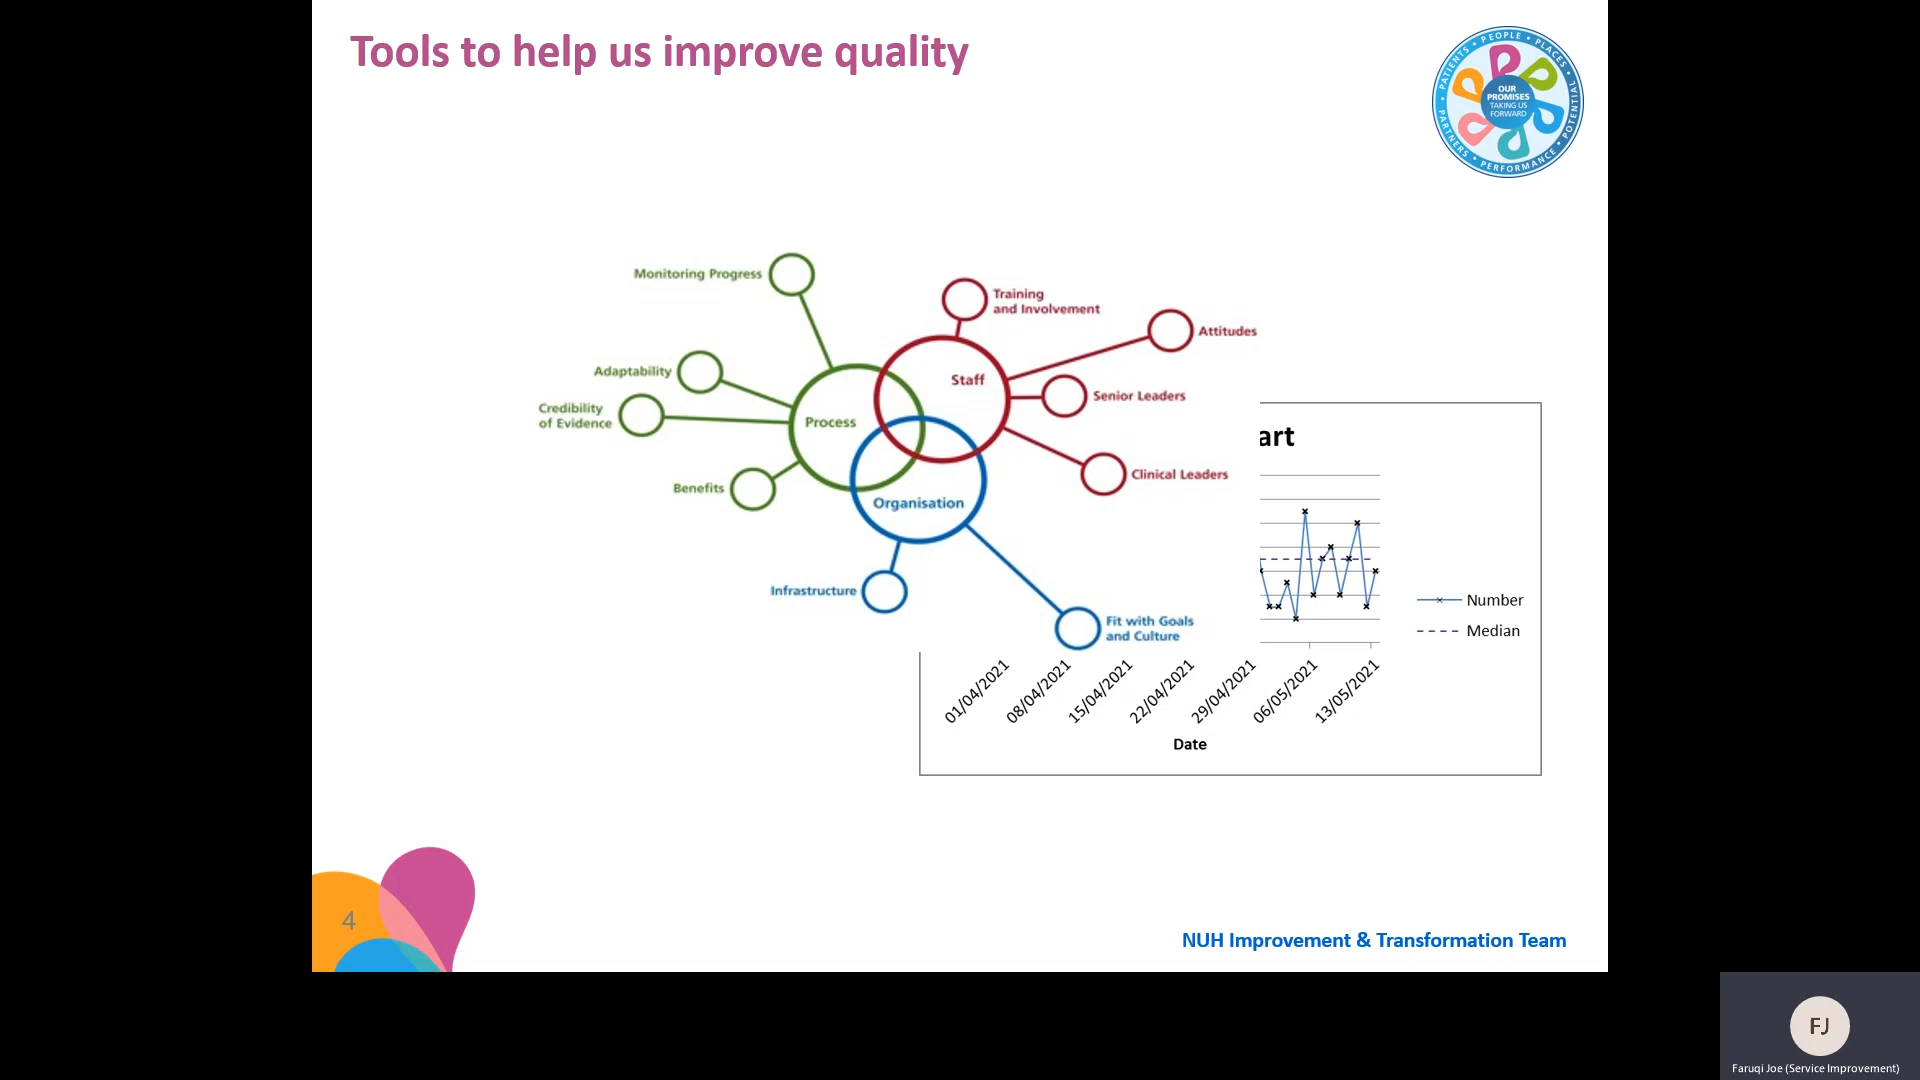 Tools to help us improve quality
PATIENTS • PEOPLE • PLACES • POTENTIAL • PERFORMANCE • PARTNERS •
OUR
PROMISES
TAKING US
FORWARD
Monitoring Progress
Training
and Involvement
Attitudes
Adaptability
Staff
Senior Leaders
Credibility
of Evidence
Process
art
Clinical Leaders
Benefits
Organisation
Infrastructure
Number
Fit with Goals
and Culture
Median
01/04/2021
08/04/2021
15/04/2021
22/04/2021
29/04/2021
06/05/2021
13/05/2021
Date
4
NUH Improvement & Transformation Team
FJ
Faruqi Joe (Service Improvement)